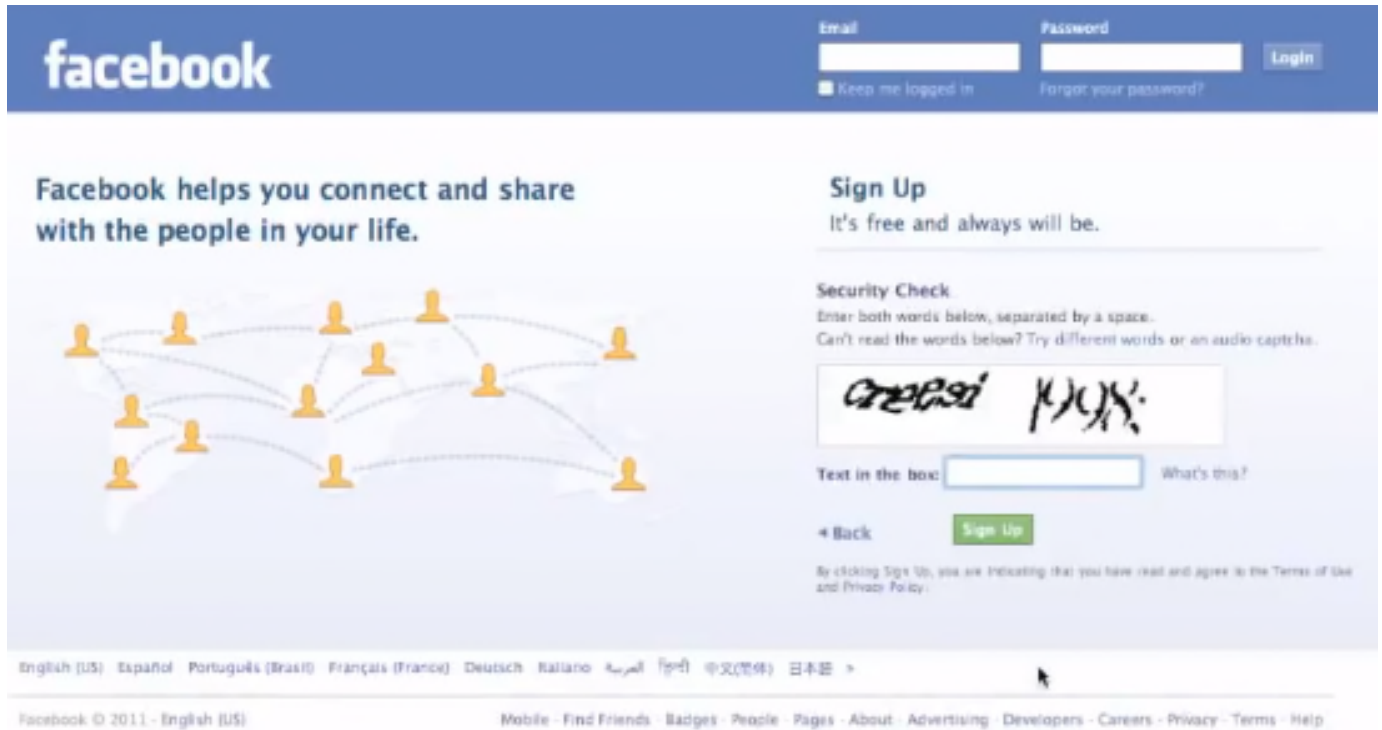 facebook
Email
Password
Login
Keep me logged in
Forgot your password?
Facebook helps you connect and share
with the people in your life.
Sign Up
It's free and always will be.
Security Check
Enter both words below, separated by a space.
Can't read the words below? Try different words or an audio captcha.
Text in the box:
What's this?
Back
Sign Up
By clicking Sign Up, you are indicating that you have read and agree to the Terms of Use
and Privacy Policy.
English (US) Español Português (Brasil) Français (France) Deutsch Italiano العربية हिन्दी 中文(简体) 日本語 »
Facebook © 2011 · English (US)
Mobile · Find Friends · Badges · People · Pages · About · Advertising · Developers · Careers · Privacy · Terms · Help